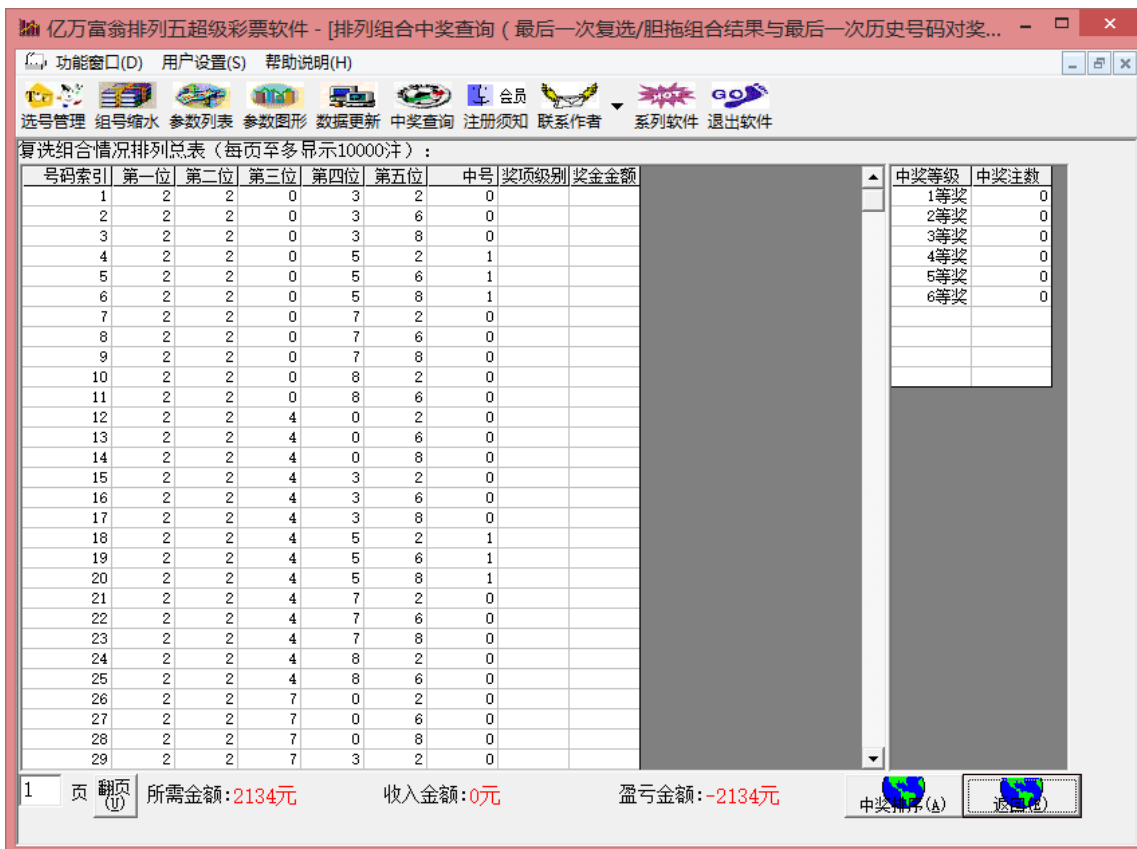 亿万富翁排列五超级彩票软件 - [排列组合中奖查询（最后一次复选/胆拖组合结果与最后一次历史号码对奖...
功能窗口(D) 用户设置(S) 帮助说明(H)
会员
HOT GO
选号管理 组号缩水 参数列表 参数图形 数据更新 中奖查询 注册须知 联系作者 系列软件 退出软件
复选组合情况排列总表（每页至多显示10000注）:
号码索引 第一位 第二位 第三位 第四位 第五位 中号 奖项级别 奖金金额 中奖等级 中奖注数
1 2 2 0 3 2 0 1等奖 0
2 2 2 0 3 6 0 2等奖 0
3 2 2 0 3 8 0 3等奖 0
4 2 2 0 5 2 1 4等奖 0
5 2 2 0 5 6 1 5等奖 0
6 2 2 0 5 8 1 6等奖 0
7 2 2 0 7 2 0
8 2 2 0 7 6 0
9 2 2 0 7 8 0
10 2 2 0 8 2 0
11 2 2 0 8 6 0
12 2 2 4 0 2 0
13 2 2 4 0 6 0
14 2 2 4 0 8 0
15 2 2 4 3 2 0
16 2 2 4 3 6 0
17 2 2 4 3 8 0
18 2 2 4 5 2 1
19 2 2 4 5 6 1
20 2 2 4 5 8 1
21 2 2 4 7 2 0
22 2 2 4 7 6 0
23 2 2 4 7 8 0
24 2 2 4 8 2 0
25 2 2 4 8 6 0
26 2 2 7 0 2 0
27 2 2 7 0 6 0
28 2 2 7 0 8 0
29 2 2 7 3 2 0
1 页 翻页(U) 所需金额:2134元 收入金额:0元 盈亏金额:-2134元 中奖排序(A) 返回(E)